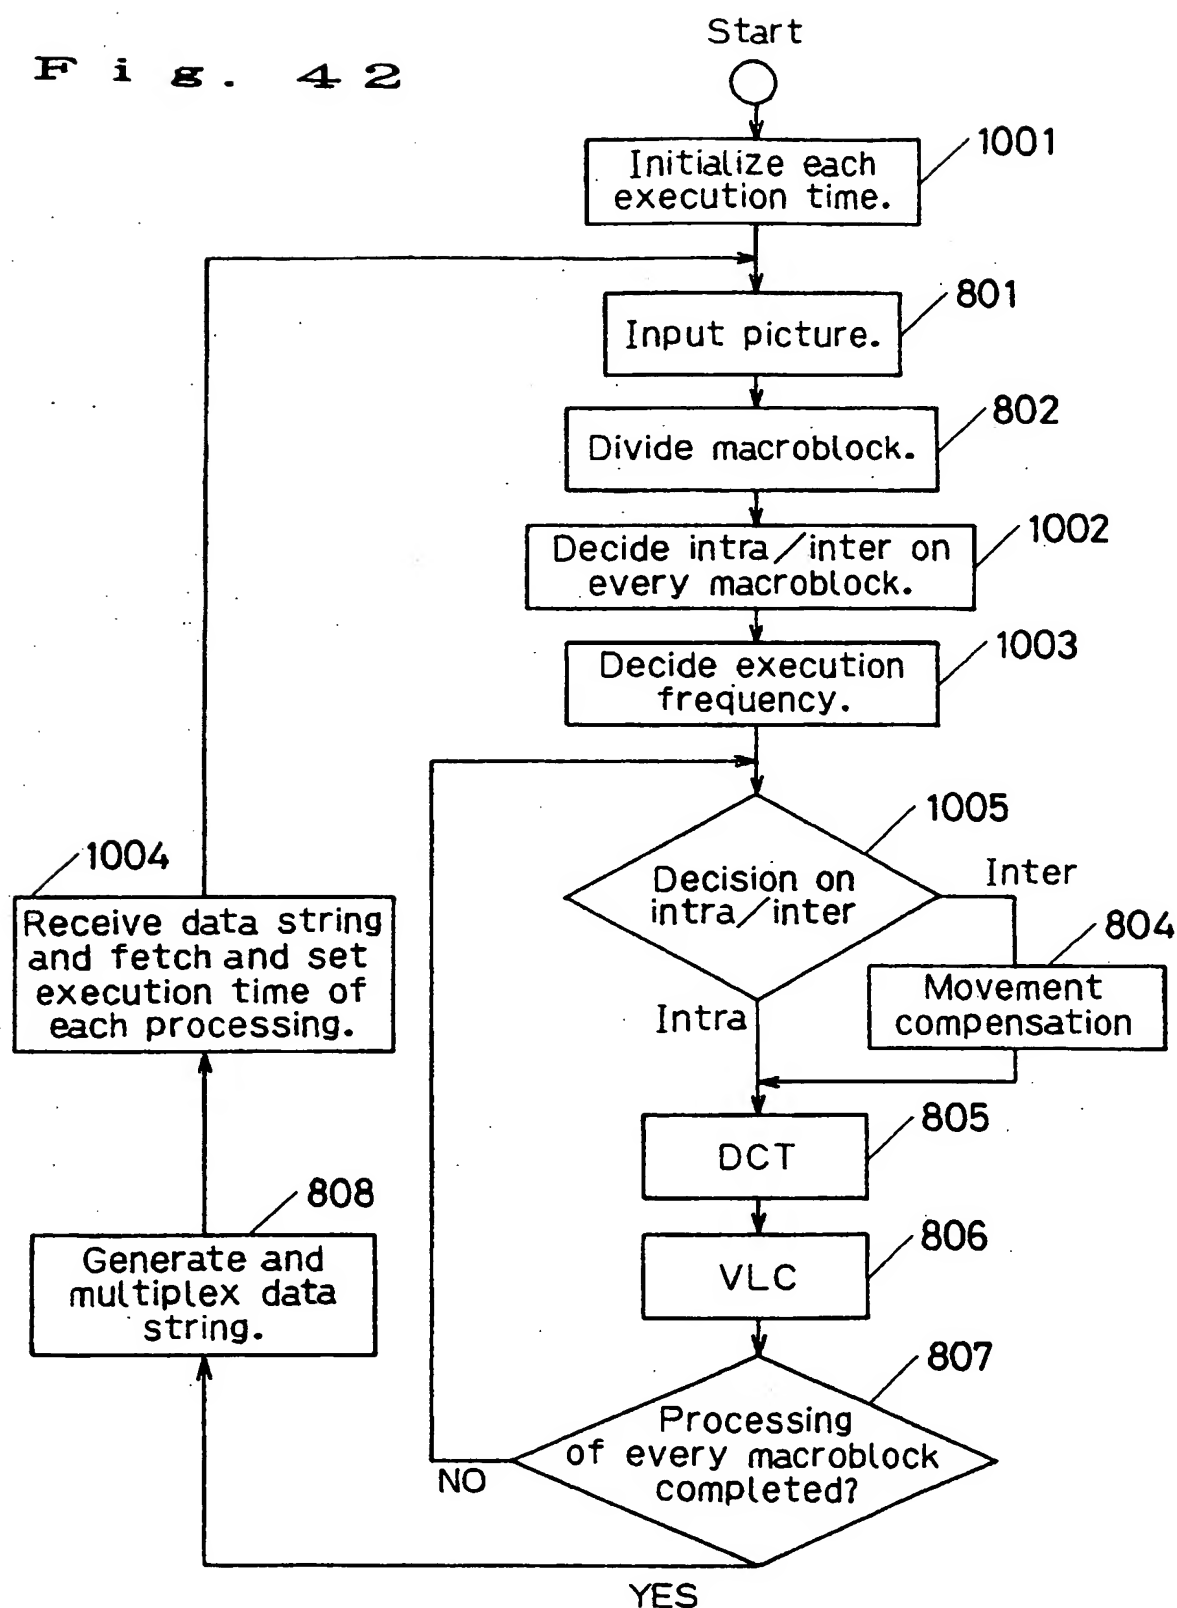 Fig. 42
Start
1001
Initialize each
execution time.
801
Input picture.
802
Divide macroblock.
1002
Decide intra/inter on
every macroblock.
1003
Decide execution
frequency.
1005
Decision on
intra/inter
Inter
804
Movement
compensation
Intra
805
DCT
806
VLC
807
Processing
of every macroblock
completed?
NO
YES
808
Generate and
multiplex data
string.
1004
Receive data string
and fetch and set
execution time of
each processing.